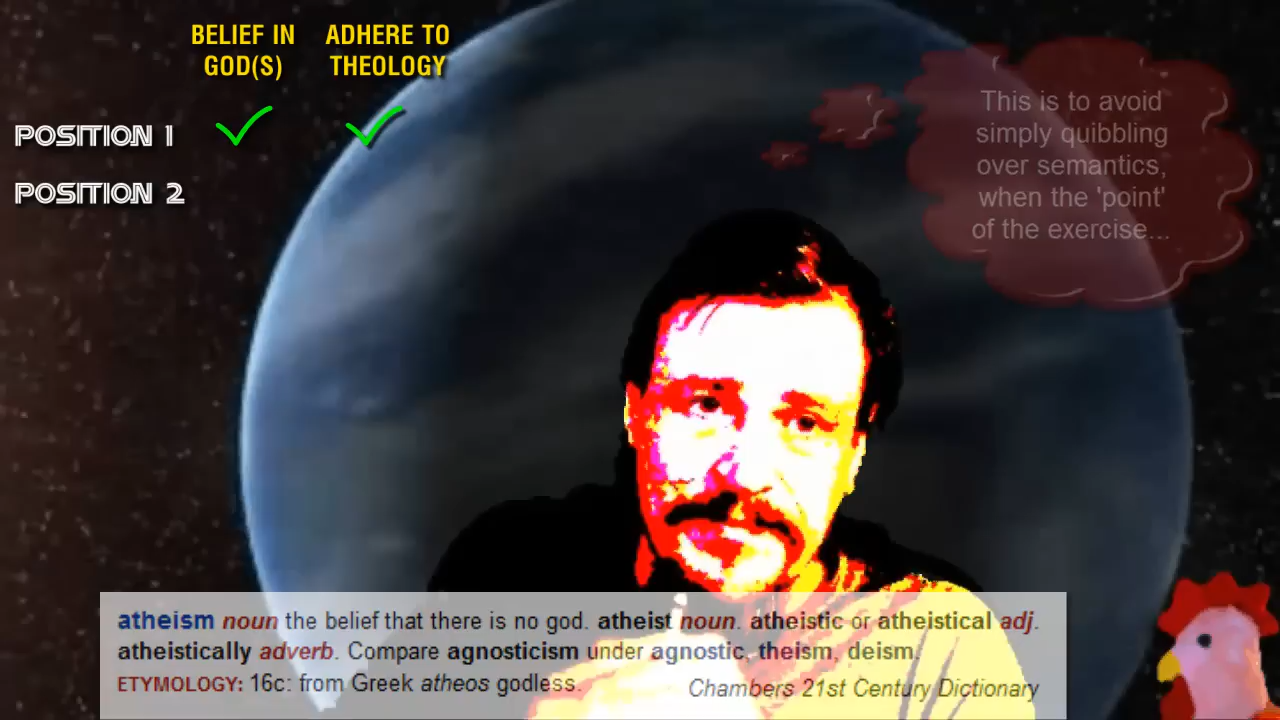 BELIEF IN GOD(S)
ADHERE TO THEOLOGY
POSITION 1
POSITION 2
This is to avoid
simply quibbling
over semantics,
when the 'point'
of the exercise...
atheism noun the belief that there is no god. atheist noun. atheistic or atheistical adj.
atheistically adverb. Compare agnosticism under agnostic, theism, deism.
ETYMOLOGY: 16c: from Greek atheos godless.
Chambers 21st Century Dictionary